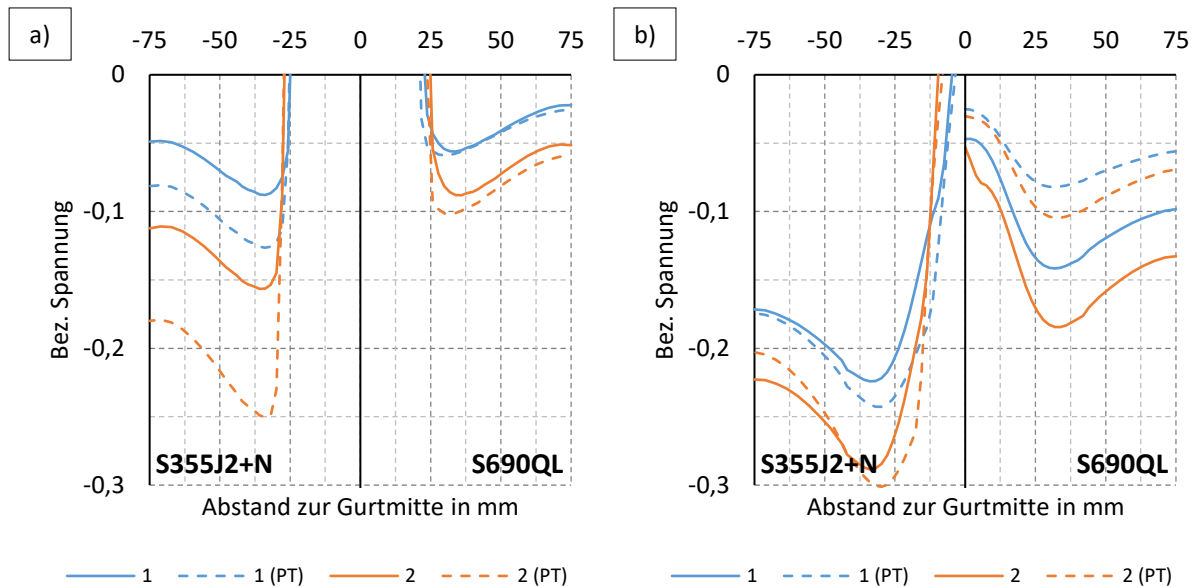 a)
-75 -50 -25 0 25 50 75
0
-0,1
-0,2
-0,3
Bez. Spannung
S355J2+N S690QL
Abstand zur Gurtmitte in mm
1 1 (PT) 2 2 (PT)
b)
-75 -50 -25 0 25 50 75
0
-0,1
-0,2
-0,3
Bez. Spannung
S355J2+N S690QL
Abstand zur Gurtmitte in mm
1 1 (PT) 2 2 (PT)